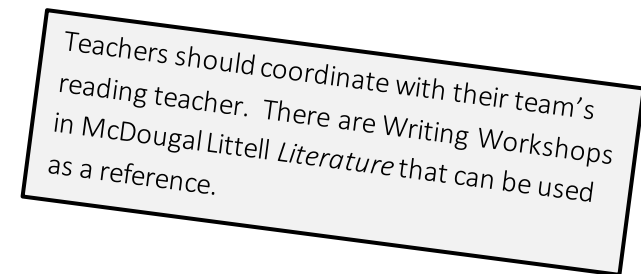 Teachers should coordinate with their team’s
reading teacher.  There are Writing Workshops
in McDougal Littell Literature that can be used
as a reference.